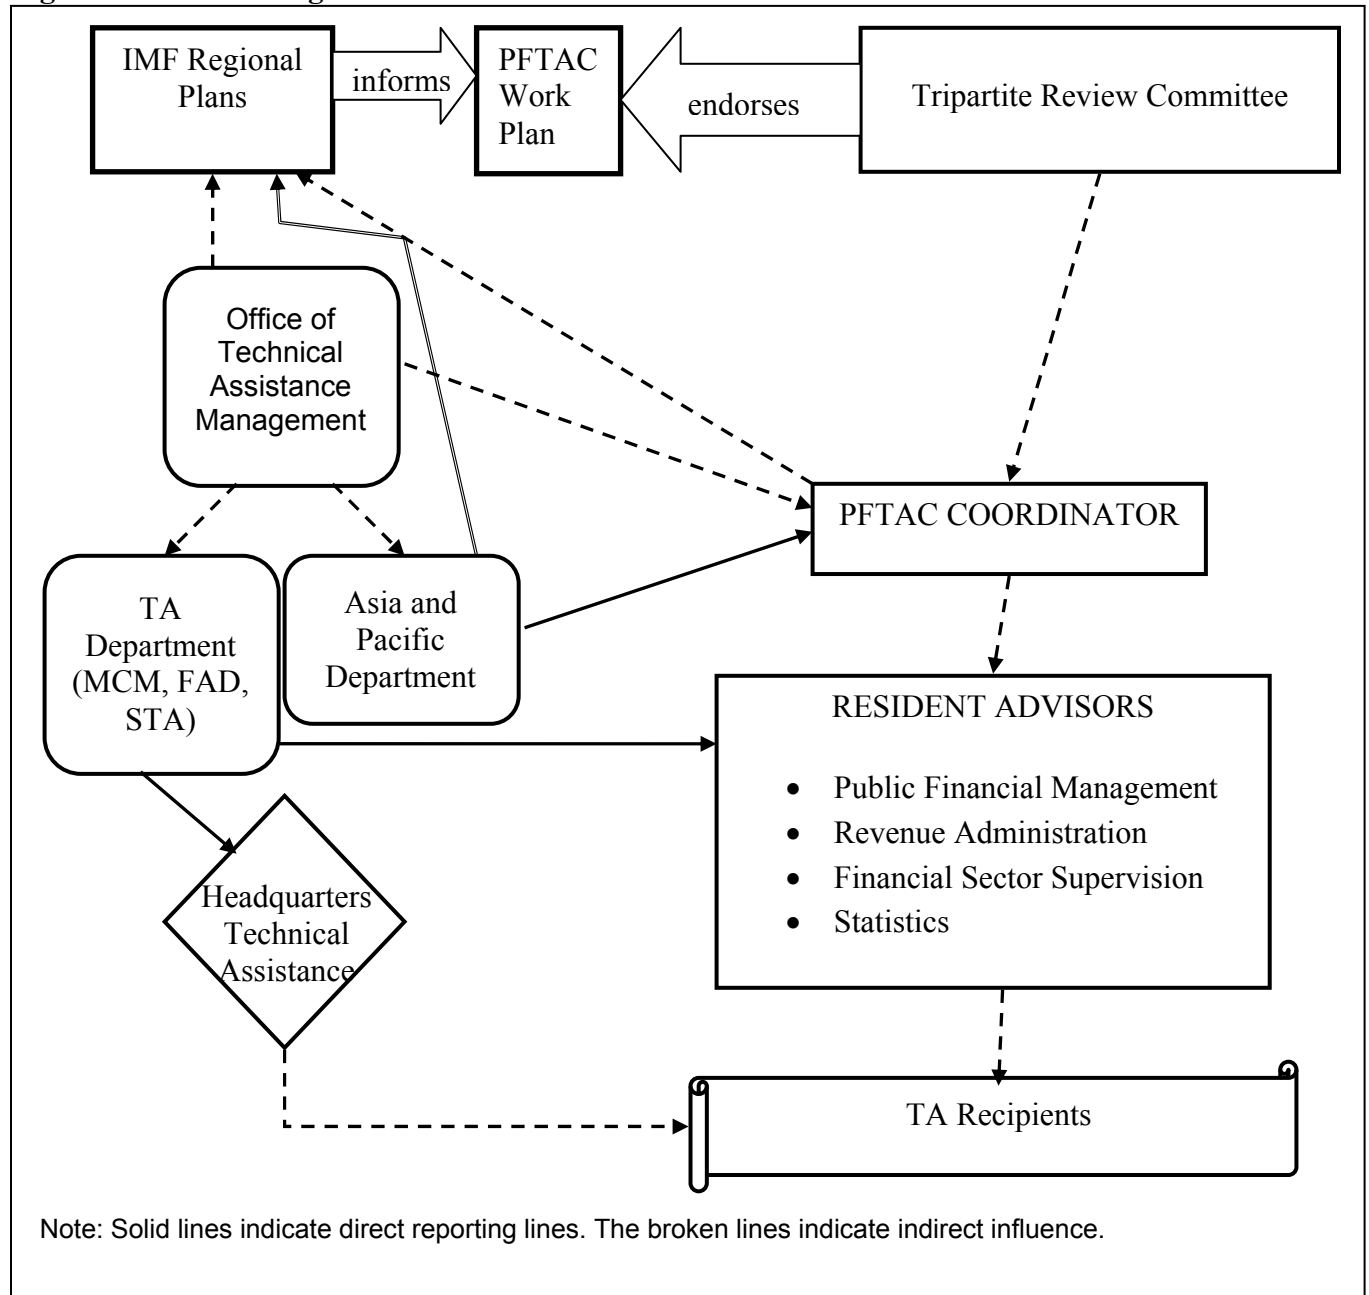 IMF Regional
Plans
informs
PFTAC
Work
Plan
endorses
Tripartite Review Committee
Office of
Technical
Assistance
Management
PFTAC COORDINATOR
TA
Department
(MCM, FAD,
STA)
Asia and
Pacific
Department
RESIDENT ADVISORS
• Public Financial Management
• Revenue Administration
• Financial Sector Supervision
• Statistics
Headquarters
Technical
Assistance
TA Recipients
Note: Solid lines indicate direct reporting lines. The broken lines indicate indirect influence.